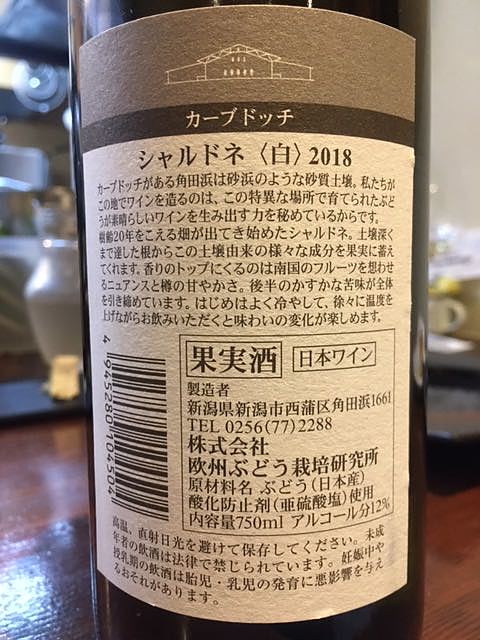 カーブドッチ
シャルドネ〈白〉2018
カーブドッチがある角田浜は砂浜のような砂質土壌。私たちが
この地でワインを造るのは、この特異な場所で育てられたぶど
うが素晴らしいワインを生み出す力を秘めているからです。
樹齢20年をこえる畑が出てき始めたシャルドネ。土壌深く
まで達した根からこの土壌由来の様々な成分を果実に蓄え
てくれます。香りのトップにくるのは南国のフルーツを想わせ
るニュアンスと樽の甘やかさ。後半のかすかな苦味が全体
を引き締めています。はじめはよく冷やして、徐々に温度を
上げながらお飲みいただくと味わいの変化が楽しめます。
果実酒 日本ワイン
製造者
新潟県新潟市西蒲区角田浜1661
TEL 0256(77)2288
株式会社
欧州ぶどう栽培研究所
原材料名 ぶどう(日本産)
酸化防止剤(亜硫酸塩)使用
内容量750ml アルコール分12%
4945280104504
高温、直射日光を避けて保存してください。未成
年者の飲酒は法律で禁じられています。妊娠中や
授乳期の飲酒は胎児・乳児の発育に悪影響を与え
るおそれがあります。